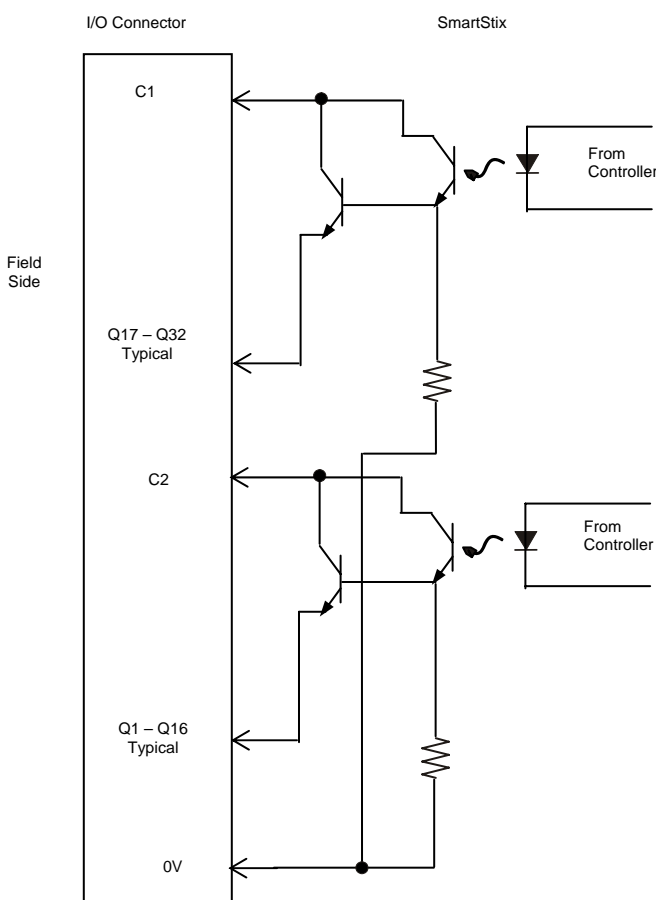 I/O Connector
SmartStix
C1
From
Controller
Field
Side
Q17 – Q32
Typical
C2
From
Controller
Q1 – Q16
Typical
0V